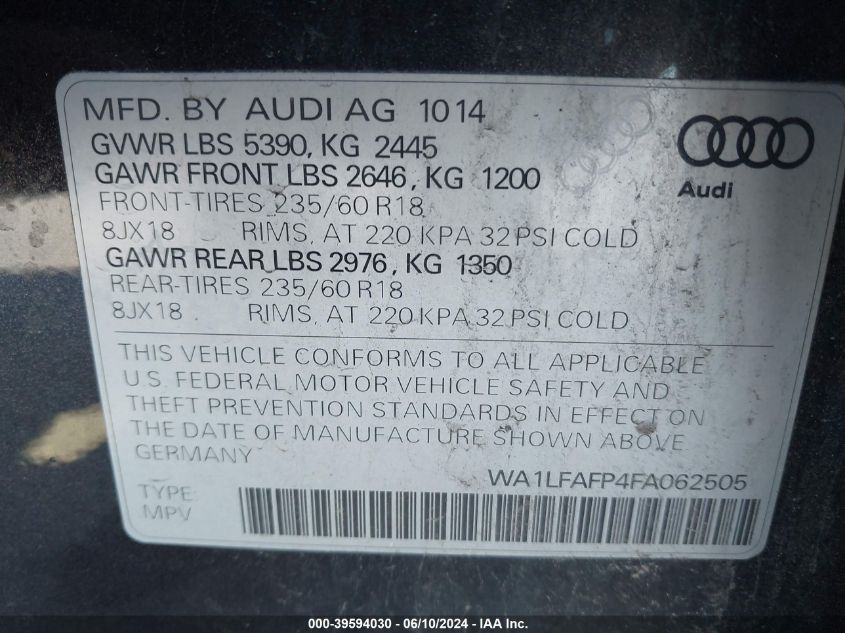 MFD. BY AUDI AG 1014
GVWR LBS 5390, KG 2445
GAWR FRONT LBS 2646, KG 1200
FRONT-TIRES 235/60 R18
8JX18 RIMS, AT 220 KPA 32 PSI COLD
GAWR REAR LBS 2976, KG 1350
REAR-TIRES 235/60 R18
8JX18 RIMS, AT 220 KPA 32 PSI COLD
Audi
THIS VEHICLE CONFORMS TO ALL APPLICABLE
U.S. FEDERAL MOTOR VEHICLE SAFETY AND
THEFT PREVENTION STANDARDS IN EFFECT ON
THE DATE OF MANUFACTURE SHOWN ABOVE
GERMANY
WA1LFAFP4FA062505
TYPE:
MPV
000-39594030 - 06/10/2024 - WA Inc.